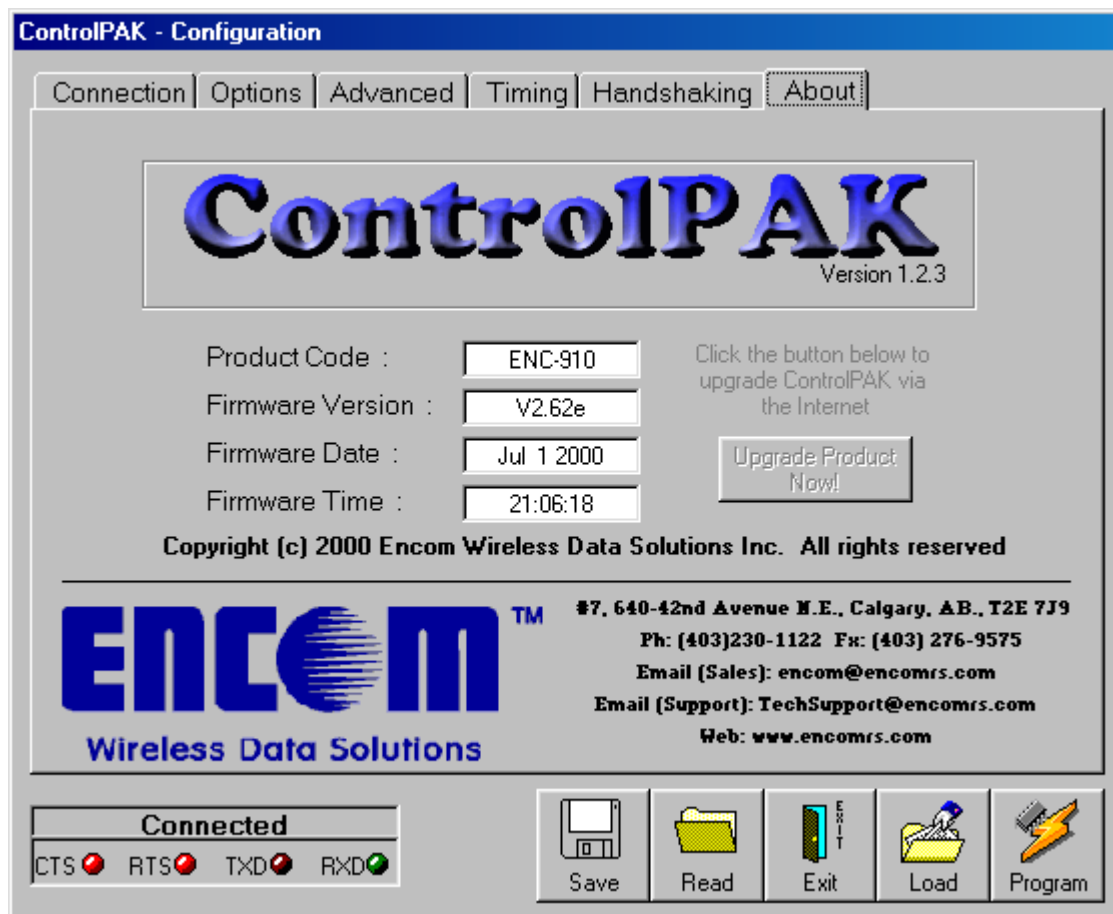 ControlPAK - Configuration
Connection Options Advanced Timing Handshaking About
ControlPAK
Version 1.2.3
Product Code : ENC-910
Firmware Version : V2.62e
Firmware Date : Jul 1 2000
Firmware Time : 21:06:18
Click the button below to
upgrade ControlPAK via
the Internet
Upgrade Product
Now!
Copyright (c) 2000 Encom Wireless Data Solutions Inc. All rights reserved
ENCOM TM
Wireless Data Solutions
#7, 640-42nd Avenue N.E., Calgary, AB., T2E 7J9
Ph: (403)230-1122 Fx: (403) 276-9575
Email (Sales): encom@encomrs.com
Email (Support): TechSupport@encomrs.com
Web: www.encomrs.com
Connected
CTS RTS TXD RXD
EXIT
Save Read Exit Load Program